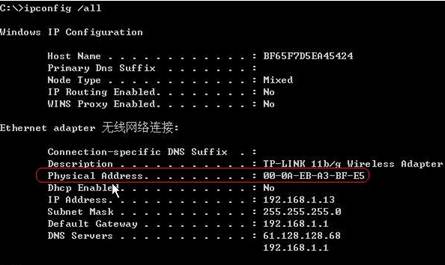 C:\>ipconfig /all
Windows IP Configuration
Host Name . . . . . . . . . . . . : BF65F7D5EA45424
Primary Dns Suffix . . . . . . . :
Node Type . . . . . . . . . . . . : Mixed
IP Routing Enabled. . . . . . . . : No
WINS Proxy Enabled. . . . . . . . : No
Ethernet adapter 无线网络连接:
Connection-specific DNS Suffix . :
Description . . . . . . . . . . . : TP-LINK 11b/g Wireless Adapter
Physical Address. . . . . . . . . : 00-0A-EB-A3-BF-E5
Dhcp Enabled. . . . . . . . . . . : No
IP Address. . . . . . . . . . . . : 192.168.1.13
Subnet Mask . . . . . . . . . . . : 255.255.255.0
Default Gateway . . . . . . . . . : 192.168.1.1
DNS Servers . . . . . . . . . . . : 61.128.128.68
192.168.1.1